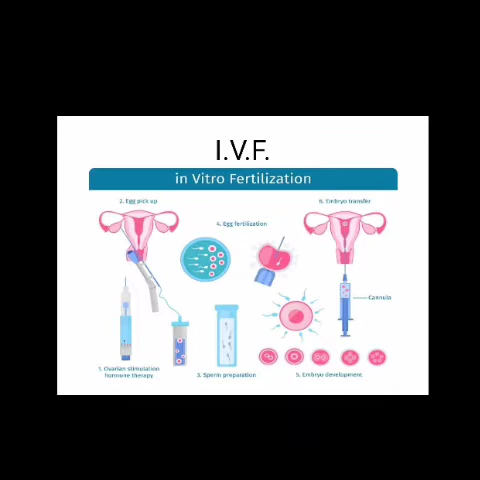 I.V.F.
in Vitro Fertilization
2. Egg pick up
6. Embryo transfer
4. Egg fertilization
Cannula
1. Ovarian stimulation
hormone therapy
3. Sperm preparation
5. Embryo development